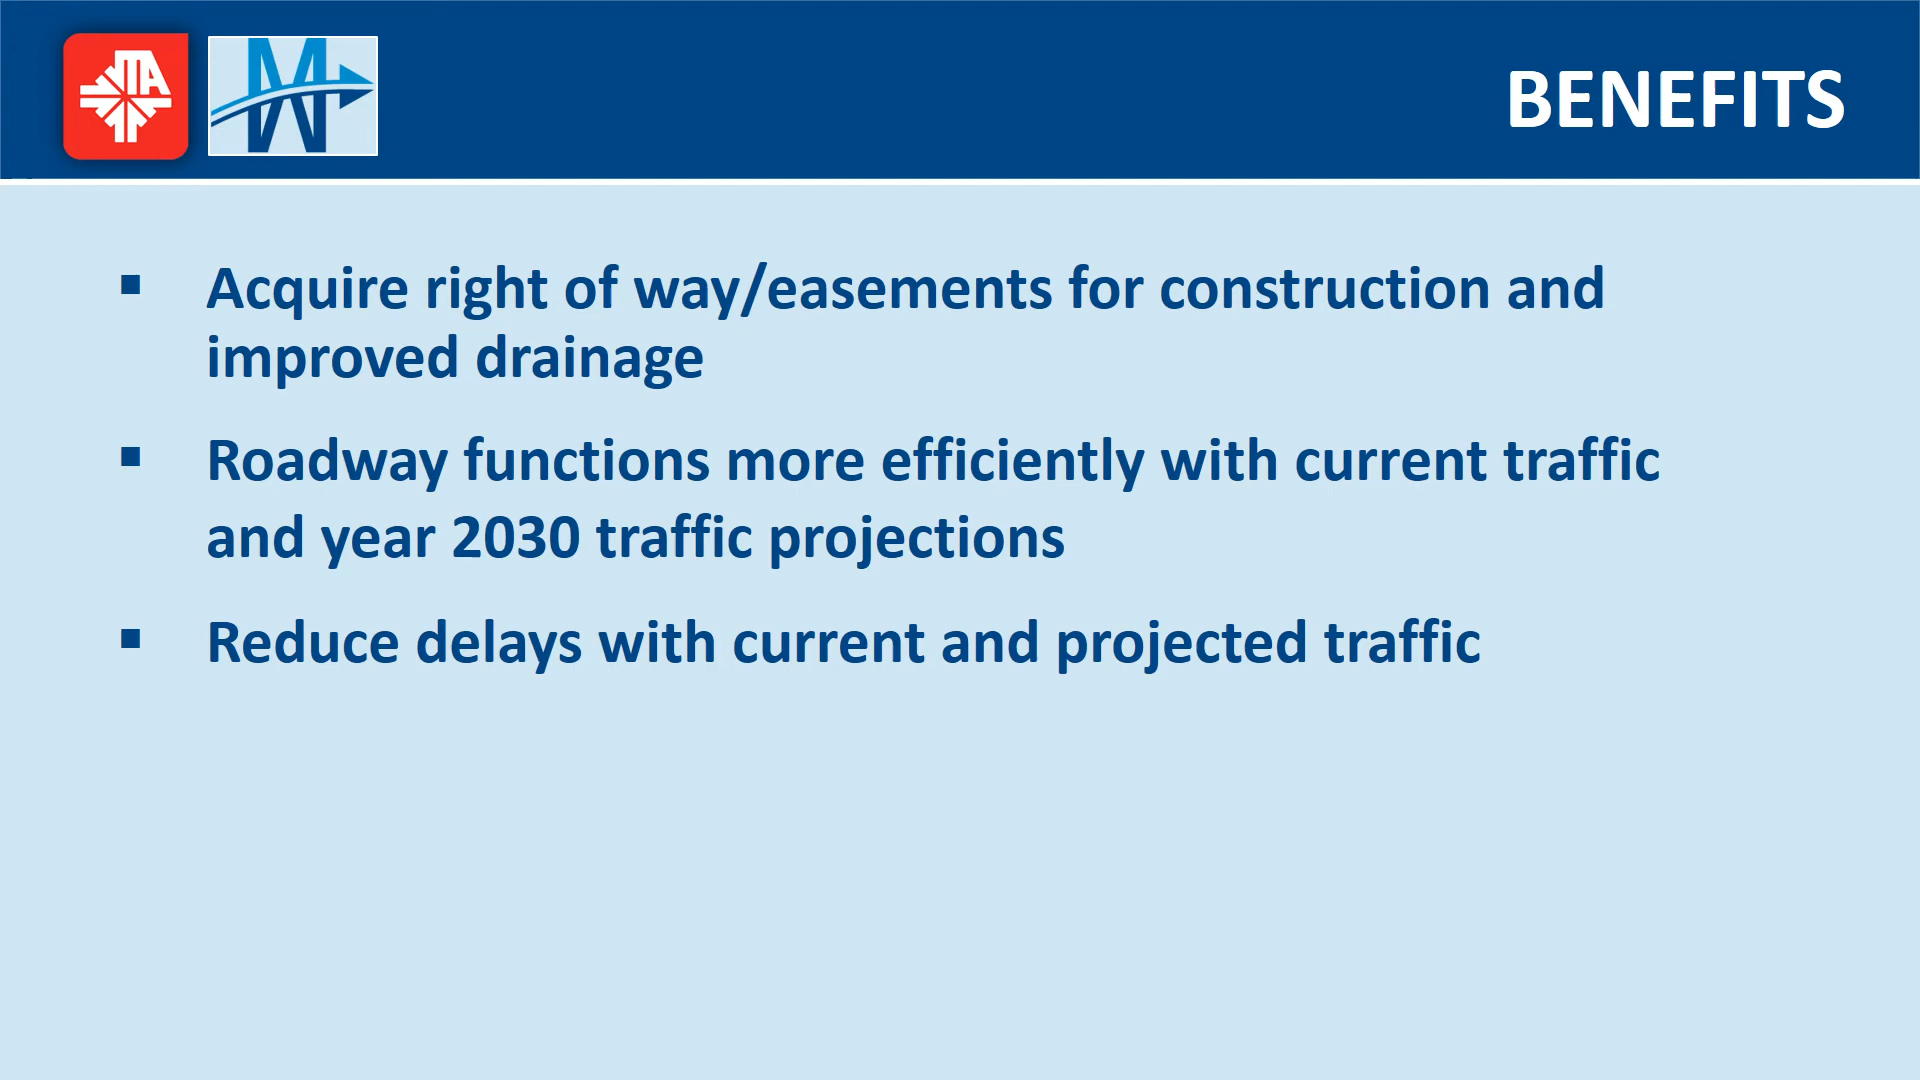 JTA
M
BENEFITS
▪ Acquire right of way/easements for construction and
improved drainage
▪ Roadway functions more efficiently with current traffic
and year 2030 traffic projections
▪ Reduce delays with current and projected traffic